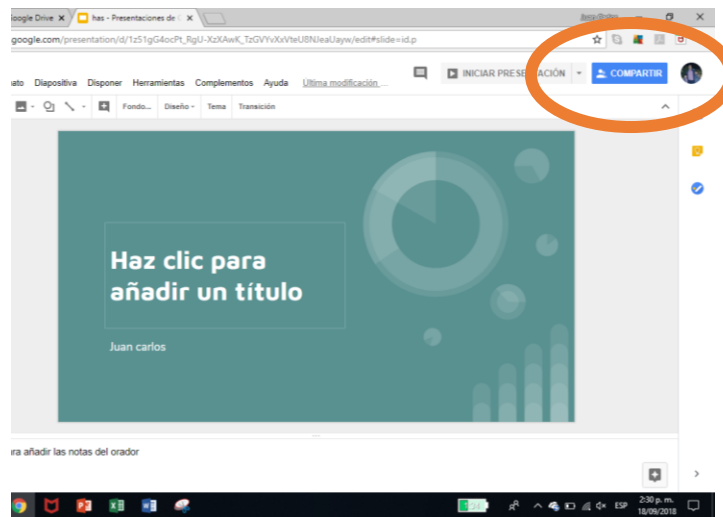 oogle Drive
has - Presentaciones de
google.com/presentation/d/1z51gG4ocPt_RgU-XzXAwK_TzGVYvXxVteU8NJeaUayw/edit#slide=id.p
ato Diapositiva Disponer Herramientas Complementos Ayuda Última modificación ...
INICIAR PRESENTACIÓN
COMPARTIR
Fondo... Diseño Tema Transición
Haz clic para
añadir un título
Juan carlos
ra añadir las notas del orador
ESP
2:30 p. m.
18/09/2018